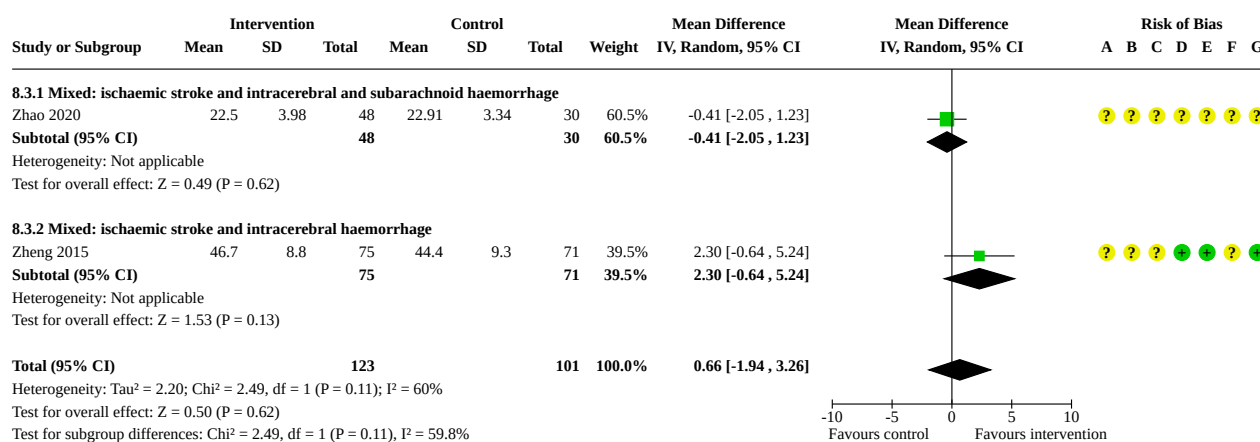 Intervention Control Mean Difference Mean Difference Risk of Bias
Study or Subgroup Mean SD Total Mean SD Total Weight IV, Random, 95% CI IV, Random, 95% CI A B C D E F G
8.3.1 Mixed: ischaemic stroke and intracerebral and subarachnoid haemorrhage
Zhao 2020 22.5 3.98 48 22.91 3.34 30 60.5% -0.41 [-2.05 , 1.23] ? ? ? ? ? ? ?
Subtotal (95% CI) 48 30 60.5% -0.41 [-2.05 , 1.23]
Heterogeneity: Not applicable
Test for overall effect: Z = 0.49 (P = 0.62)
8.3.2 Mixed: ischaemic stroke and intracerebral haemorrhage
Zheng 2015 46.7 8.8 75 44.4 9.3 71 39.5% 2.30 [-0.64 , 5.24] ? ? ? + + ? +
Subtotal (95% CI) 75 71 39.5% 2.30 [-0.64 , 5.24]
Heterogeneity: Not applicable
Test for overall effect: Z = 1.53 (P = 0.13)
Total (95% CI) 123 101 100.0% 0.66 [-1.94 , 3.26]
Heterogeneity: Tau² = 2.20; Chi² = 2.49, df = 1 (P = 0.11); I² = 60%
Test for overall effect: Z = 0.50 (P = 0.62)
Test for subgroup differences: Chi² = 2.49, df = 1 (P = 0.11), I² = 59.8%
-10 -5 0 5 10
Favours control Favours intervention